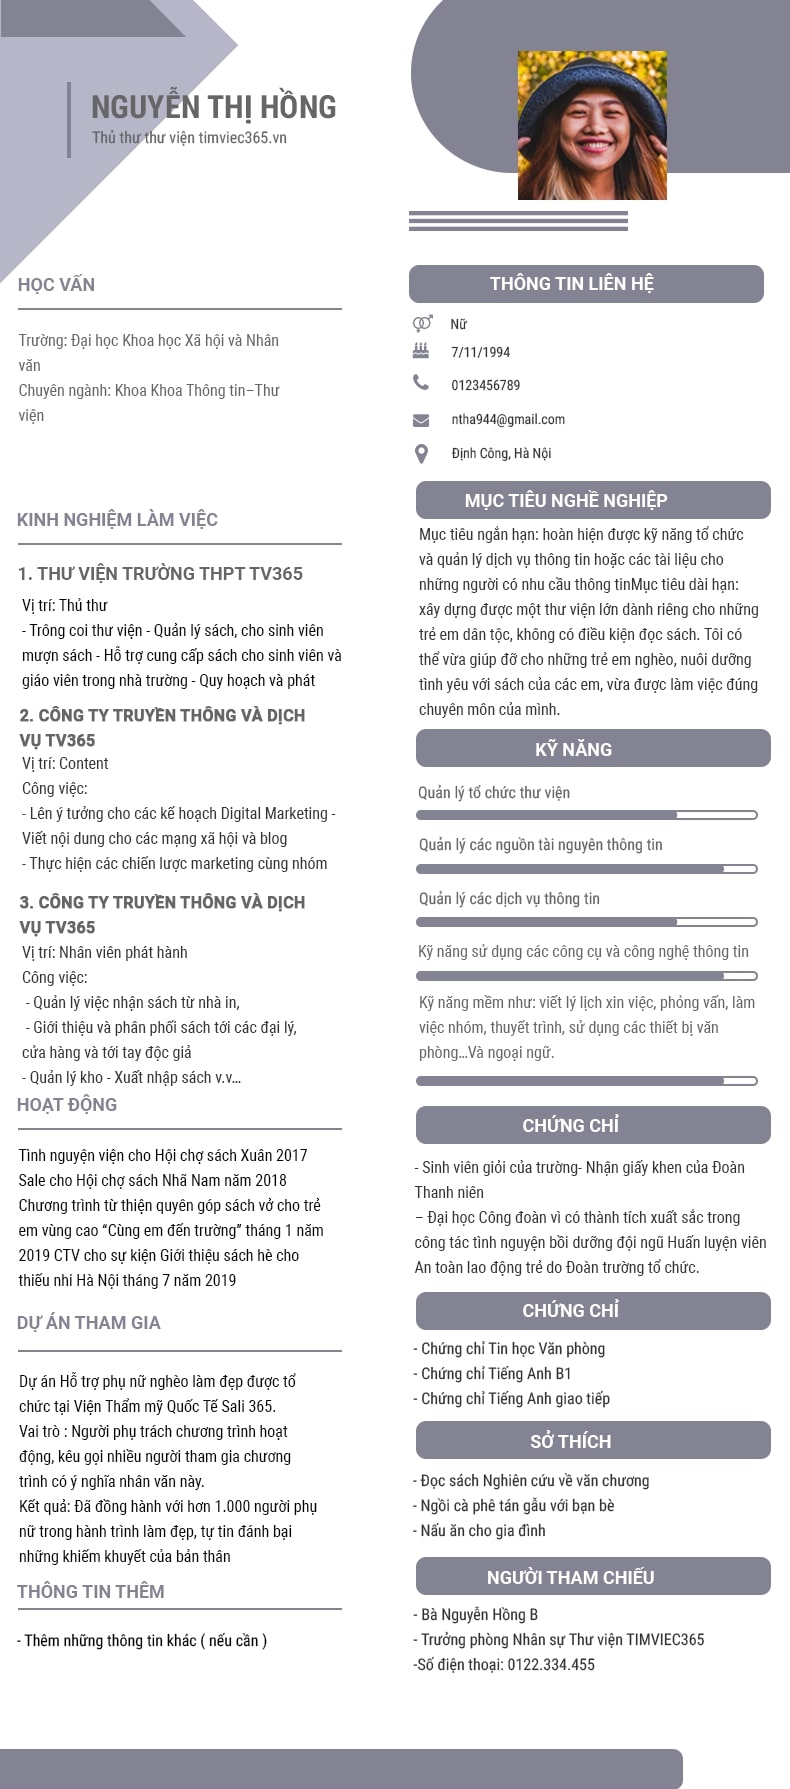 NGUYỄN THỊ HỒNG
Thủ thư thư viện timviec365.vn
HỌC VẤN
Trường: Đại học Khoa học Xã hội và Nhân
văn
Chuyên ngành: Khoa Khoa Thông tin–Thư
viện
KINH NGHIỆM LÀM VIỆC
1. THƯ VIỆN TRƯỜNG THPT TV365
Vị trí: Thủ thư
- Trông coi thư viện - Quản lý sách, cho sinh viên
mượn sách - Hỗ trợ cung cấp sách cho sinh viên và
giáo viên trong nhà trường - Quy hoạch và phát
2. CÔNG TY TRUYỀN THÔNG VÀ DỊCH
VỤ TV365
Vị trí: Content
Công việc:
- Lên ý tưởng cho các kế hoạch Digital Marketing -
Viết nội dung cho các mạng xã hội và blog
- Thực hiện các chiến lược marketing cùng nhóm
3. CÔNG TY TRUYỀN THÔNG VÀ DỊCH
VỤ TV365
Vị trí: Nhân viên phát hành
Công việc:
- Quản lý việc nhận sách từ nhà in,
- Giới thiệu và phân phối sách tới các đại lý,
cửa hàng và tới tay độc giả
- Quản lý kho - Xuất nhập sách v.v...
HOẠT ĐỘNG
Tình nguyện viện cho Hội chợ sách Xuân 2017
Sale cho Hội chợ sách Nhã Nam năm 2018
Chương trình từ thiện quyên góp sách vở cho trẻ
em vùng cao “Cùng em đến trường” tháng 1 năm
2019 CTV cho sự kiện Giới thiệu sách hè cho
thiếu nhi Hà Nội tháng 7 năm 2019
DỰ ÁN THAM GIA
Dự án Hỗ trợ phụ nữ nghèo làm đẹp được tổ
chức tại Viện Thẩm mỹ Quốc Tế Sali 365.
Vai trò : Người phụ trách chương trình hoạt
động, kêu gọi nhiều người tham gia chương
trình có ý nghĩa nhân văn này.
Kết quả: Đã đồng hành với hơn 1.000 người phụ
nữ trong hành trình làm đẹp, tự tin đánh bại
những khiếm khuyết của bản thân
THÔNG TIN THÊM
- Thêm những thông tin khác ( nếu cần )
THÔNG TIN LIÊN HỆ
Nữ
7/11/1994
0123456789
ntha944@gmail.com
Định Công, Hà Nội
MỤC TIÊU NGHỀ NGHIỆP
Mục tiêu ngắn hạn: hoàn hiện được kỹ năng tổ chức
và quản lý dịch vụ thông tin hoặc các tài liệu cho
những người có nhu cầu thông tinMục tiêu dài hạn:
xây dựng được một thư viện lớn dành riêng cho những
trẻ em dân tộc, không có điều kiện đọc sách. Tôi có
thể vừa giúp đỡ cho những trẻ em nghèo, nuôi dưỡng
tình yêu với sách của các em, vừa được làm việc đúng
chuyên môn của mình.
KỸ NĂNG
Quản lý tổ chức thư viện
Quản lý các nguồn tài nguyên thông tin
Quản lý các dịch vụ thông tin
Kỹ năng sử dụng các công cụ và công nghệ thông tin
Kỹ năng mềm như: viết lý lịch xin việc, phỏng vấn, làm
việc nhóm, thuyết trình, sử dụng các thiết bị văn
phòng...Và ngoại ngữ.
CHỨNG CHỈ
- Sinh viên giỏi của trường- Nhận giấy khen của Đoàn
Thanh niên
– Đại học Công đoàn vì có thành tích xuất sắc trong
công tác tình nguyện bồi dưỡng đội ngũ Huấn luyện viên
An toàn lao động trẻ do Đoàn trường tổ chức.
CHỨNG CHỈ
- Chứng chỉ Tin học Văn phòng
- Chứng chỉ Tiếng Anh B1
- Chứng chỉ Tiếng Anh giao tiếp
SỞ THÍCH
- Đọc sách Nghiên cứu về văn chương
- Ngồi cà phê tán gẫu với bạn bè
- Nấu ăn cho gia đình
NGƯỜI THAM CHIẾU
- Bà Nguyễn Hồng B
- Trưởng phòng Nhân sự Thư viện TIMVIEC365
-Số điện thoại: 0122.334.455